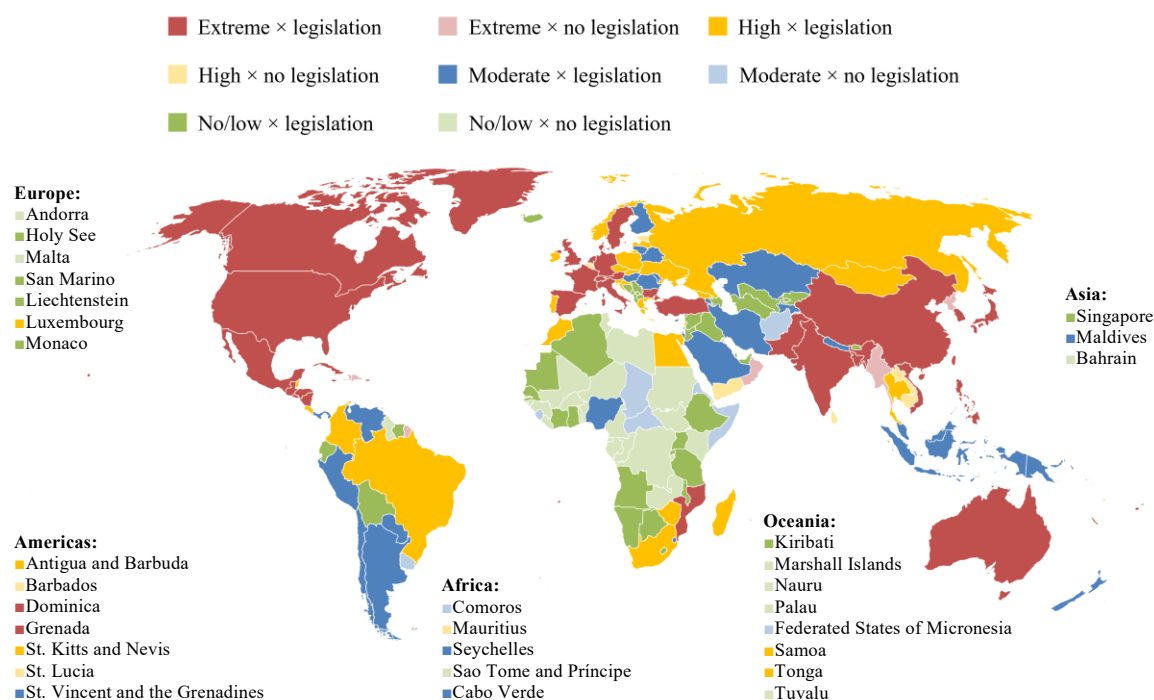 Extreme × legislation
Extreme × no legislation
High × legislation
High × no legislation
Moderate × legislation
Moderate × no legislation
No/low × legislation
No/low × no legislation
Europe:
Andorra
Holy See
Malta
San Marino
Liechtenstein
Luxembourg
Monaco
Asia:
Singapore
Maldives
Bahrain
Americas:
Antigua and Barbuda
Barbados
Dominica
Grenada
St. Kitts and Nevis
St. Lucia
St. Vincent and the Grenadines
Africa:
Comoros
Mauritius
Seychelles
Sao Tome and Príncipe
Cabo Verde
Oceania:
Kiribati
Marshall Islands
Nauru
Palau
Federated States of Micronesia
Samoa
Tonga
Tuvalu